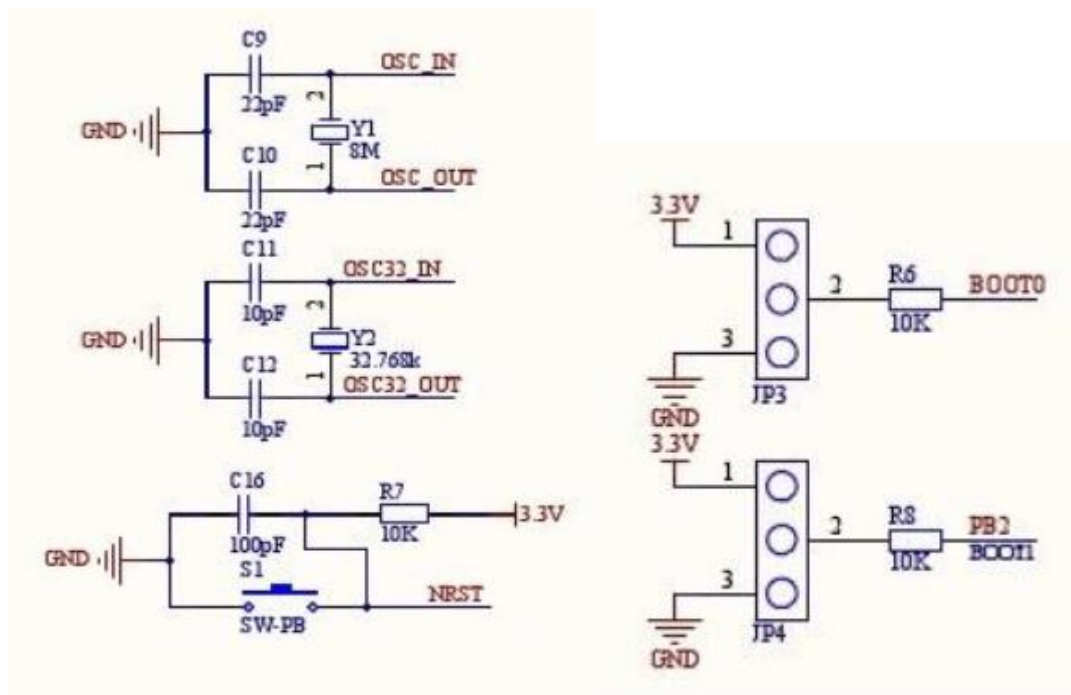 C9
OSC_IN
22pF
2
GND
Y1
8M
1
C10
OSC_OUT
22pF
C11
OSC32_IN
10pF
2
GND
Y2
32.768k
1
C12
OSC32_OUT
10pF
C16
R7
3.3V
100pF
10K
GND
S1
NRST
SW-PB
3.3V
1
2
R6
BOOT0
10K
3
JP3
GND
3.3V
1
2
R8
PB2
10K
BOOT1
3
JP4
GND